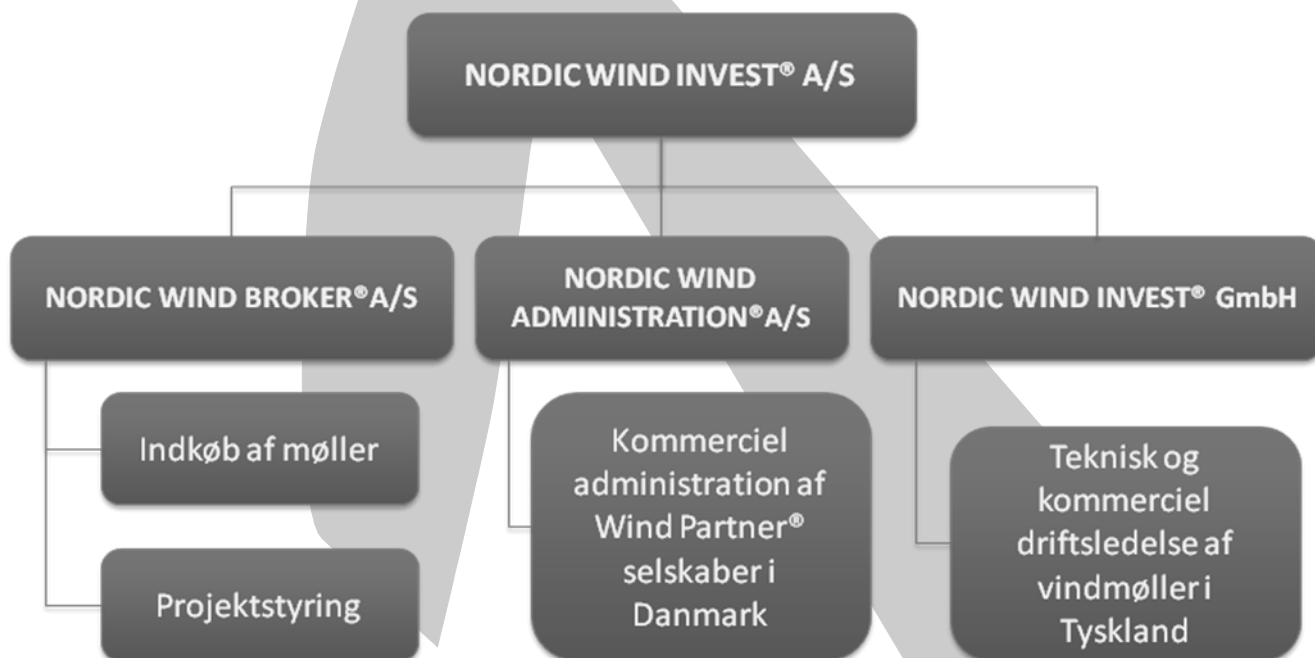 NORDIC WIND INVEST® A/S
NORDIC WIND BROKER®A/S
Indkøb af møller
Projektstyring
NORDIC WIND
ADMINISTRATION®A/S
Kommerciel
administration af
Wind Partner®
selskaber i
Danmark
NORDIC WIND INVEST® GmbH
Teknisk og
kommerciel
driftsledelse af
vindmøller i
Tyskland